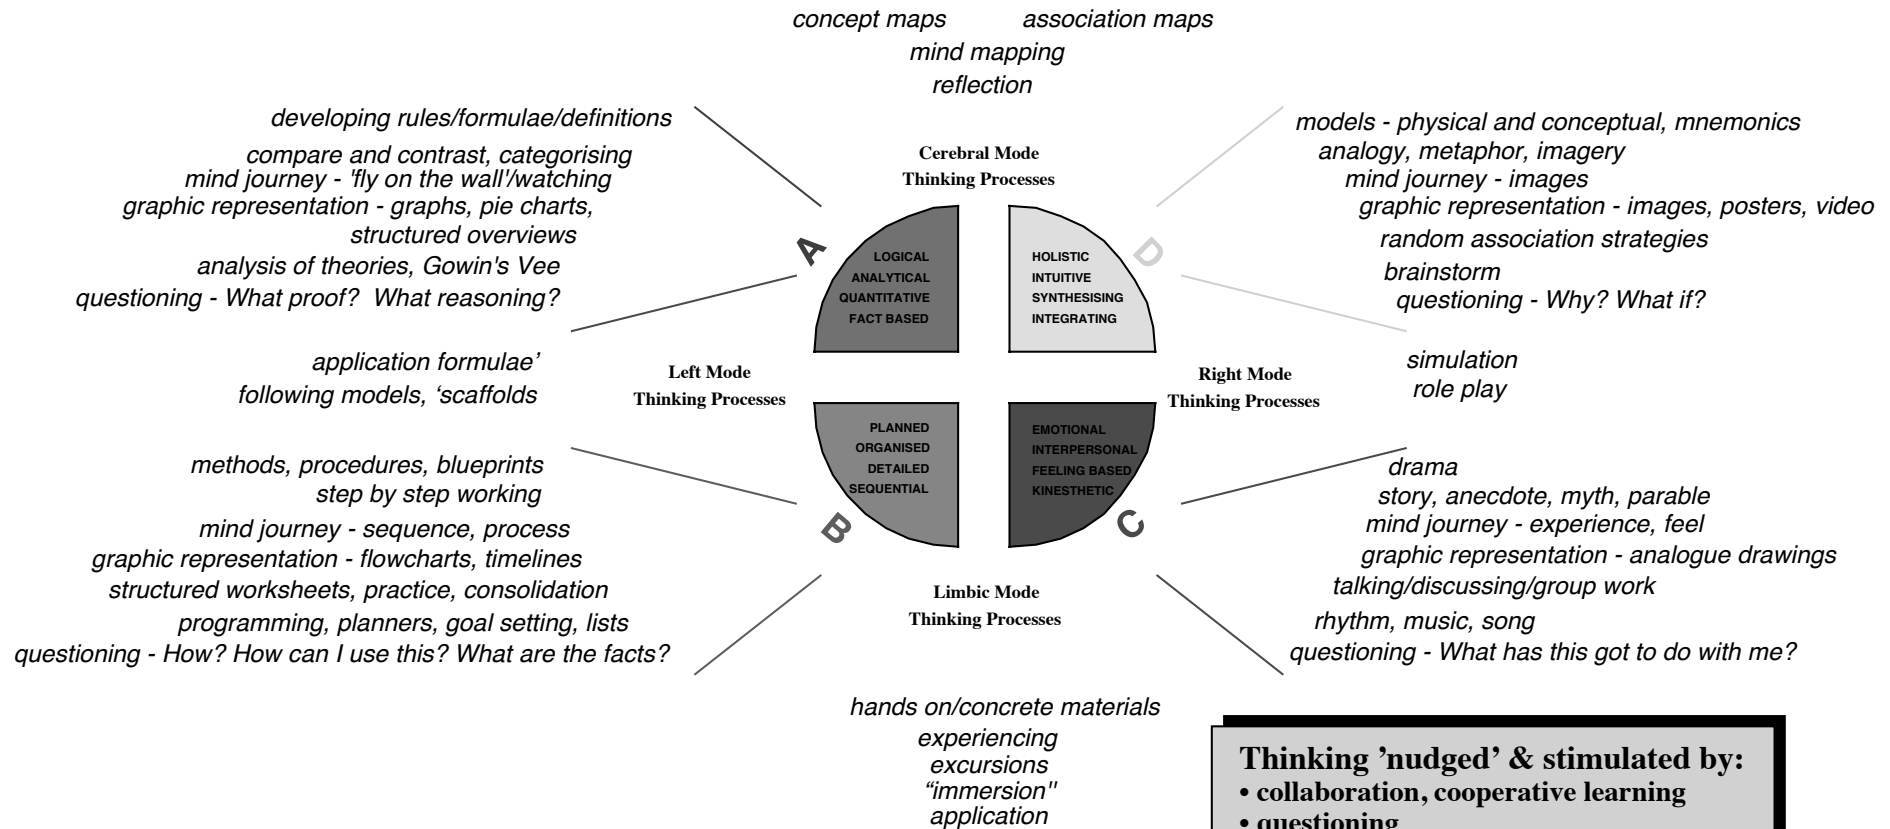 concept maps
association maps
mind mapping
reflection
developing rules/formulae/definitions
compare and contrast, categorising
mind journey - 'fly on the wall'/watching
graphic representation - graphs, pie charts,
structured overviews
analysis of theories, Gowin's Vee
questioning - What proof?  What reasoning?
Cerebral Mode
Thinking Processes
models - physical and conceptual, mnemonics
analogy, metaphor, imagery
mind journey - images
graphic representation - images, posters, video
random association strategies
brainstorm
questioning - Why? What if?
A
LOGICAL
ANALYTICAL
QUANTITATIVE
FACT BASED
D
HOLISTIC
INTUITIVE
SYNTHESISING
INTEGRATING
application formulae’
following models, ‘scaffolds
Left Mode
Thinking Processes
Right Mode
Thinking Processes
simulation
role play
methods, procedures, blueprints
step by step working
mind journey - sequence, process
graphic representation - flowcharts, timelines
structured worksheets, practice, consolidation
programming, planners, goal setting, lists
questioning - How? How can I use this? What are the facts?
PLANNED
ORGANISED
DETAILED
SEQUENTIAL
B
EMOTIONAL
INTERPERSONAL
FEELING BASED
KINESTHETIC
C
drama
story, anecdote, myth, parable
mind journey - experience, feel
graphic representation - analogue drawings
talking/discussing/group work
rhythm, music, song
questioning - What has this got to do with me?
Limbic Mode
Thinking Processes
hands on/concrete materials
experiencing
excursions
“immersion"
application
Thinking ’nudged’ & stimulated by:
• collaboration, cooperative learning
• questioning